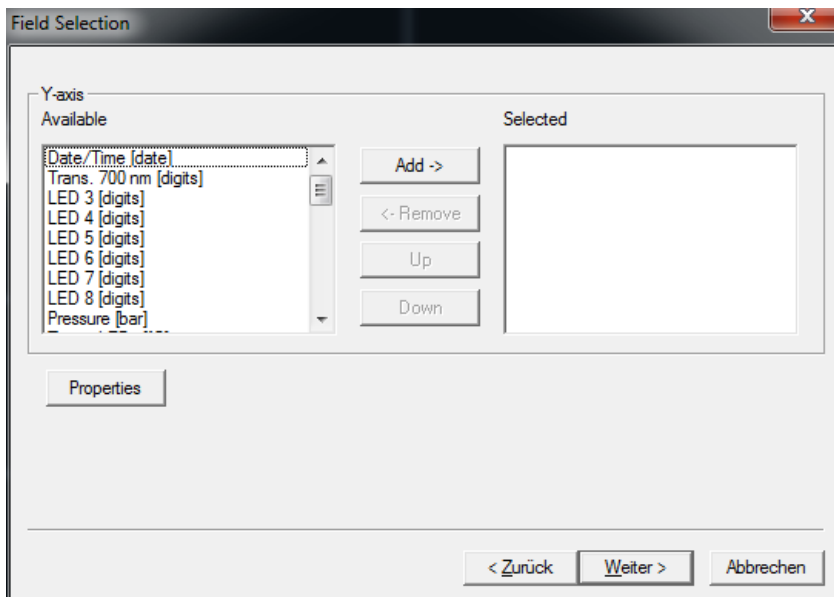 Field Selection
Y-axis
Available
Selected
Date/Time [date]
Trans. 700 nm [digits]
LED 3 [digits]
LED 4 [digits]
LED 5 [digits]
LED 6 [digits]
LED 7 [digits]
LED 8 [digits]
Pressure [bar]
Add ->
<- Remove
Up
Down
Properties
< Zurück
Weiter >
Abbrechen